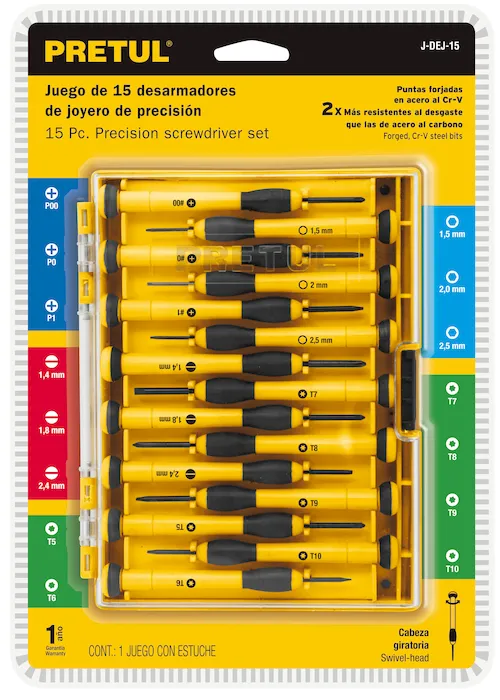 PRETUL®
J-DEJ-15
Juego de 15 desarmadores
de joyero de precisión
15 Pc. Precision screwdriver set
Puntas forjadas
en acero al Cr-V
2x Más resistentes al desgaste
que las de acero al carbono
Forged, Cr-V steel bits
P00
P0
P1
1,4 mm
1,8 mm
2,4 mm
T5
T6
#00
1,5 mm
#0
PRETUL
2 mm
#1
2,5 mm
1,4 mm
T7
1,8 mm
T8
2,4 mm
T9
T5
T10
T6
1,5 mm
2,0 mm
2,5 mm
T7
T8
T9
T10
1 año
Garantía
Warranty
CONT.: 1 JUEGO CON ESTUCHE
Cabeza
giratoria
Swivel-head